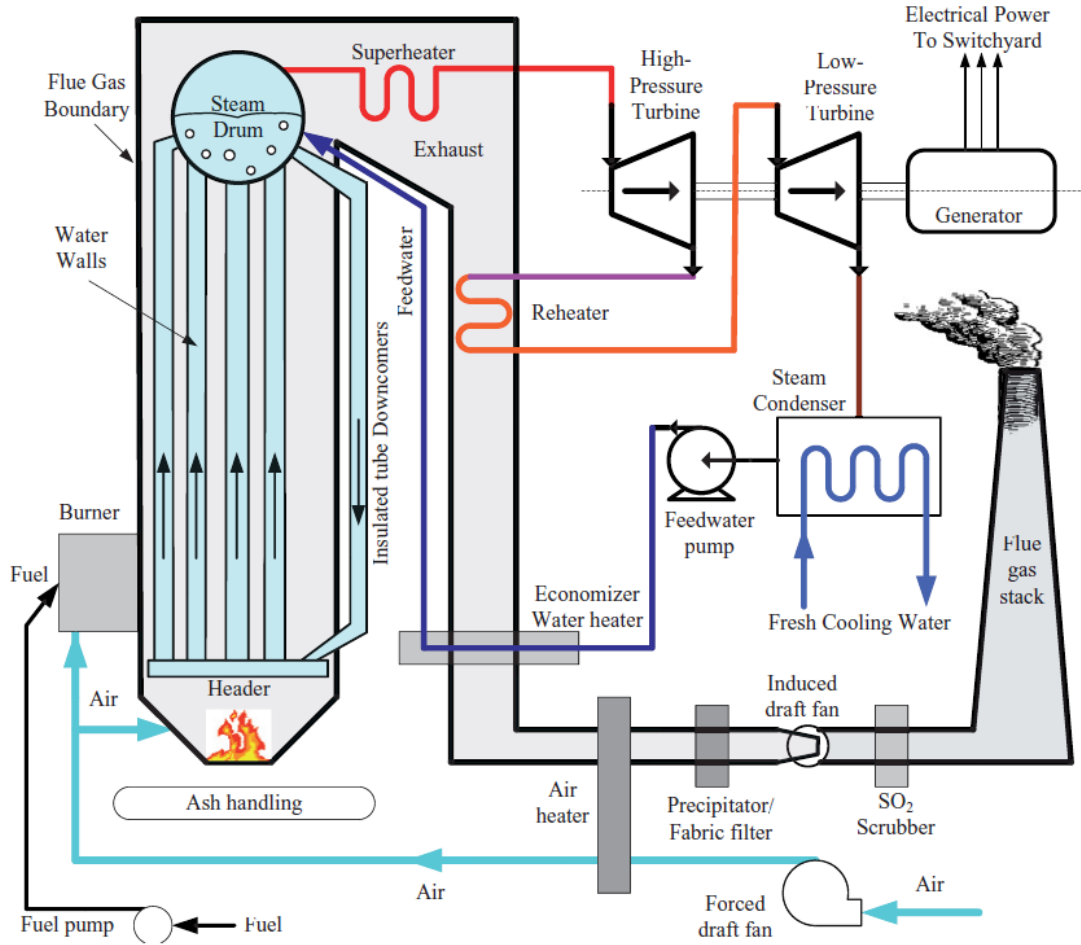 Electrical Power
To Switchyard
Superheater
High-
Pressure
Turbine
Low-
Pressure
Turbine
Flue Gas
Boundary
Steam
Drum
Exhaust
Generator
Water
Walls
Feedwater
Reheater
Insulated tube Downcomers
Steam
Condenser
Burner
Feedwater
pump
Flue
gas
stack
Fuel
Economizer
Water heater
Fresh Cooling Water
Air
Header
Induced
draft fan
Ash handling
Air
heater
Precipitator/
Fabric filter
SO2
Scrubber
Air
Air
Fuel pump
Fuel
Forced
draft fan